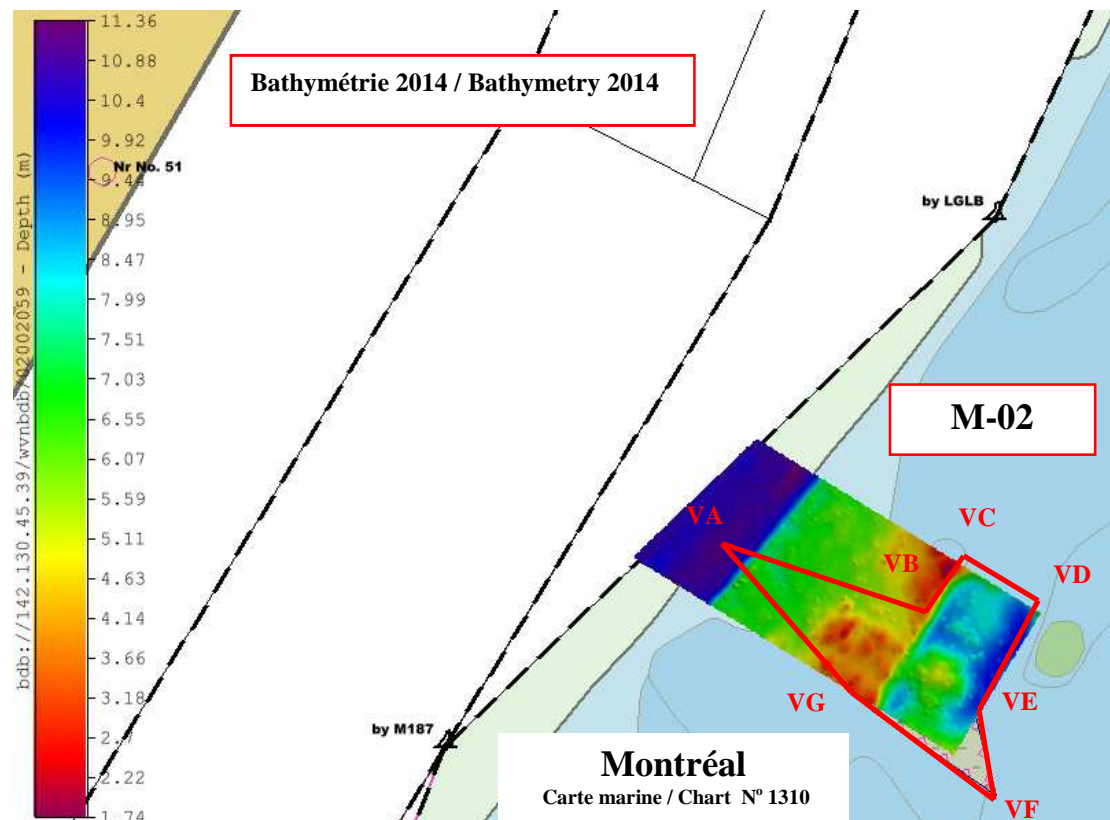 11.36
10.88
10.4
9.92
9.44
8.95
8.47
7.99
7.51
7.03
6.55
6.07
5.59
5.11
4.63
4.14
3.66
3.18
2.7
2.22
1.74
bdb://142.130.45.39/wvnbdb/02002059 - Depth (m)
Nr No. 51
Bathymétrie 2014 / Bathymetry 2014
by LGLB
M-02
VA
VB
VC
VD
VE
VG
VF
by M187
Montréal
Carte marine / Chart Nº 1310